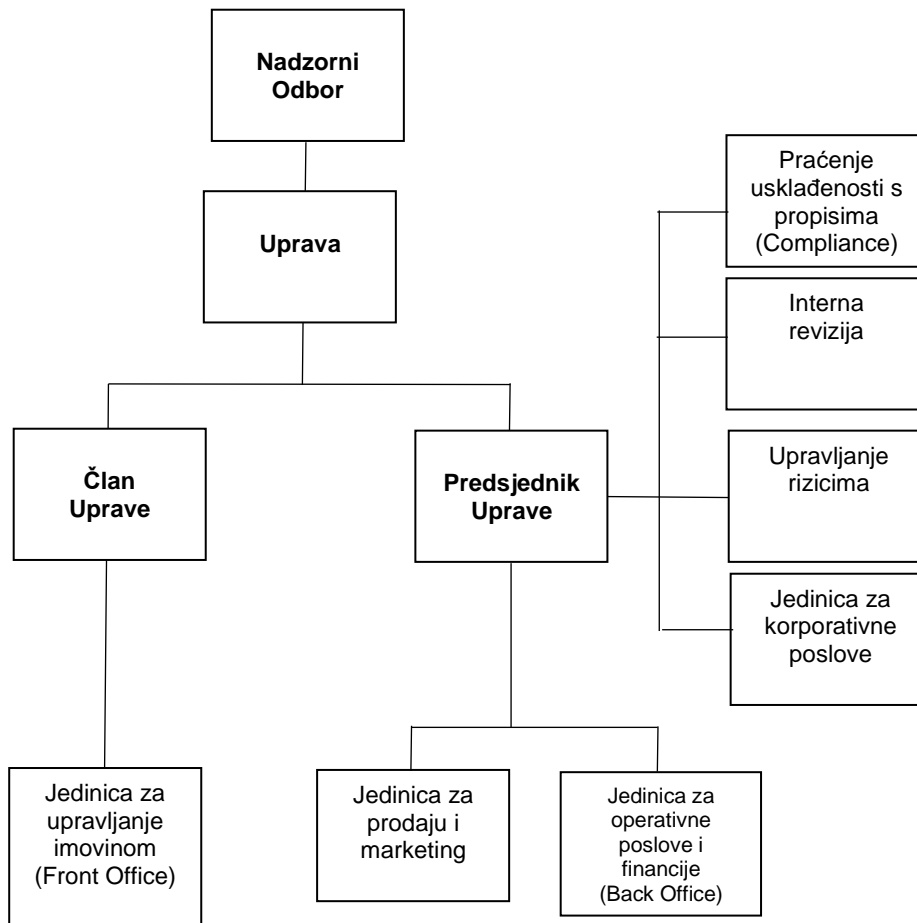 Nadzorni
Odbor
Uprava
Član
Uprave
Predsjednik
Uprave
Praćenje
usklađenosti s
propisima
(Compliance)
Interna
revizija
Upravljanje
rizicima
Jedinica za
korporativne
poslove
Jedinica za
upravljanje
imovinom
(Front Office)
Jedinica za
prodaju i
marketing
Jedinica za
operativne
poslove i
financije
(Back Office)